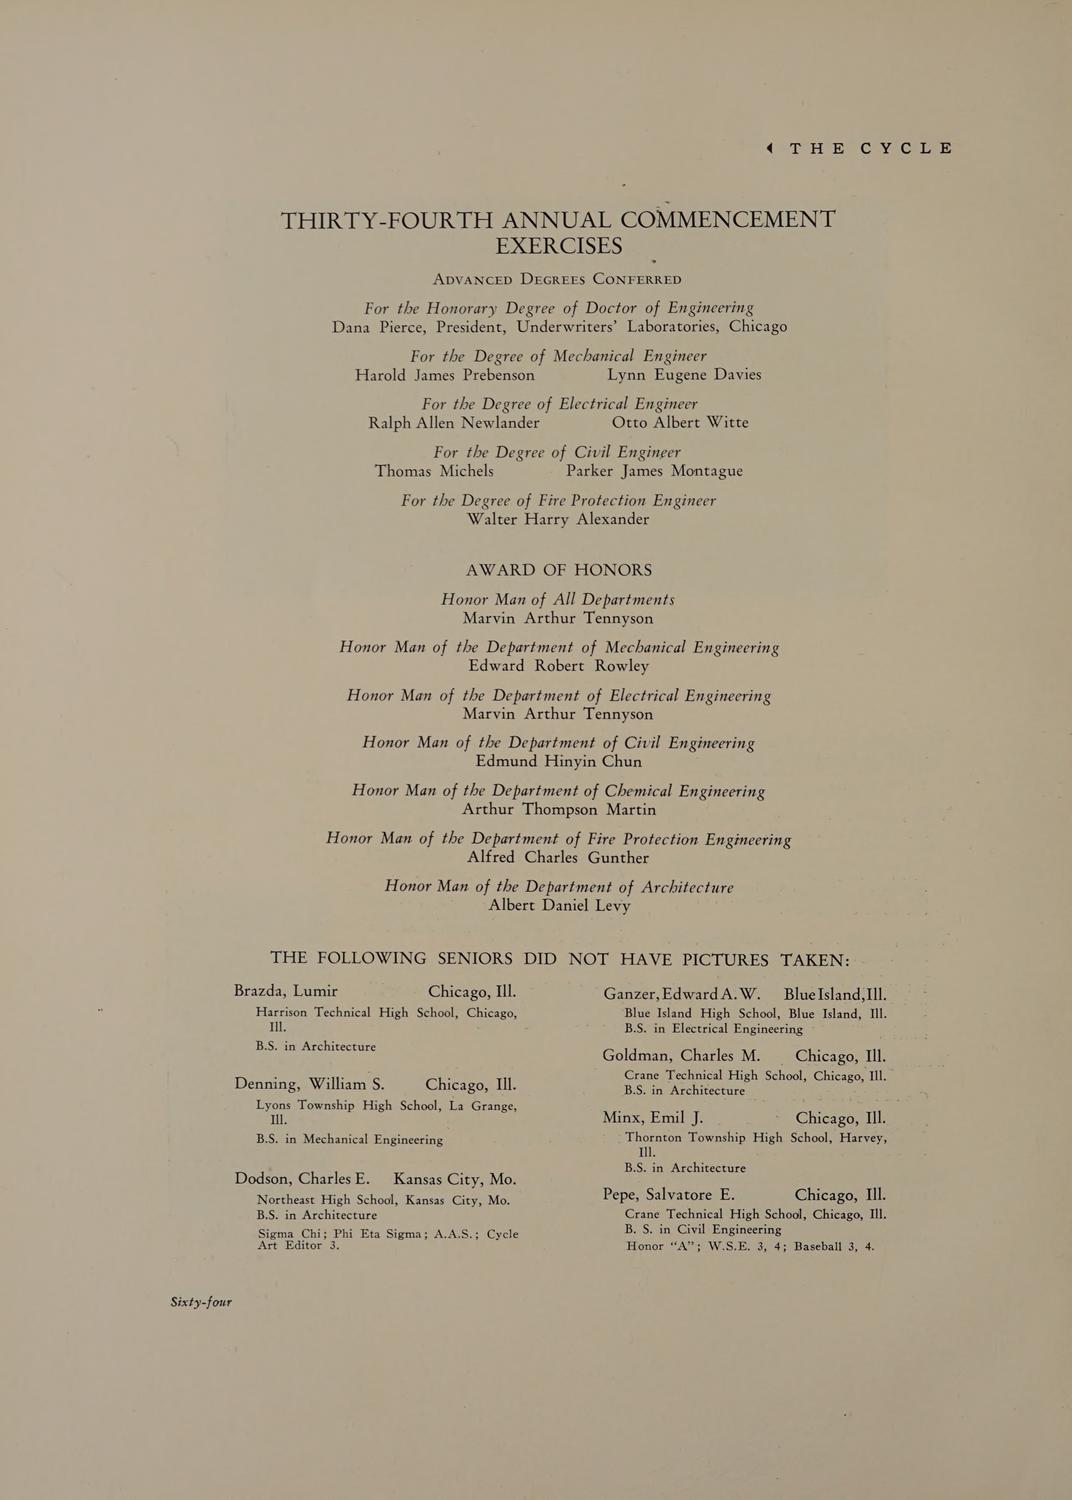 THE CYCLE
THIRTY-FOURTH ANNUAL COMMENCEMENT
EXERCISES
ADVANCED DEGREES CONFERRED
For the Honorary Degree of Doctor of Engineering
Dana Pierce, President, Underwriters' Laboratories, Chicago
For the Degree of Mechanical Engineer
Harold James Prebenson Lynn Eugene Davies
For the Degree of Electrical Engineer
Ralph Allen Newlander Otto Albert Witte
For the Degree of Civil Engineer
Thomas Michels Parker James Montague
For the Degree of Fire Protection Engineer
Walter Harry Alexander
AWARD OF HONORS
Honor Man of All Departments
Marvin Arthur Tennyson
Honor Man of the Department of Mechanical Engineering
Edward Robert Rowley
Honor Man of the Department of Electrical Engineering
Marvin Arthur Tennyson
Honor Man of the Department of Civil Engineering
Edmund Hinyin Chun
Honor Man of the Department of Chemical Engineering
Arthur Thompson Martin
Honor Man of the Department of Fire Protection Engineering
Alfred Charles Gunther
Honor Man of the Department of Architecture
Albert Daniel Levy
THE FOLLOWING SENIORS DID NOT HAVE PICTURES TAKEN:
Brazda, Lumir Chicago, Ill.
Harrison Technical High School, Chicago,
Ill.
B.S. in Architecture
Denning, William S. Chicago, Ill.
Lyons Township High School, La Grange,
Ill.
B.S. in Mechanical Engineering
Dodson, Charles E. Kansas City, Mo.
Northeast High School, Kansas City, Mo.
B.S. in Architecture
Sigma Chi; Phi Eta Sigma; A.A.S.; Cycle
Art Editor 3.
Ganzer, Edward A. W. Blue Island, Ill.
Blue Island High School, Blue Island, Ill.
B.S. in Electrical Engineering
Goldman, Charles M. Chicago, Ill.
Crane Technical High School, Chicago, Ill.
B.S. in Architecture
Minx, Emil J. Chicago, Ill.
Thornton Township High School, Harvey,
Ill.
B.S. in Architecture
Pepe, Salvatore E. Chicago, Ill.
Crane Technical High School, Chicago, Ill.
B. S. in Civil Engineering
Honor "A"; W.S.E. 3, 4; Baseball 3, 4.
Sixty-four